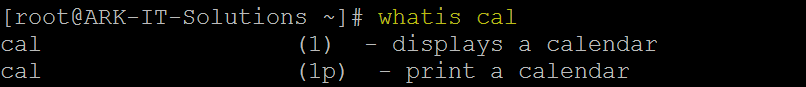 [root@ARK-IT-Solutions ~]# whatis cal
cal                  (1)  - displays a calendar
cal                  (1p)  - print a calendar